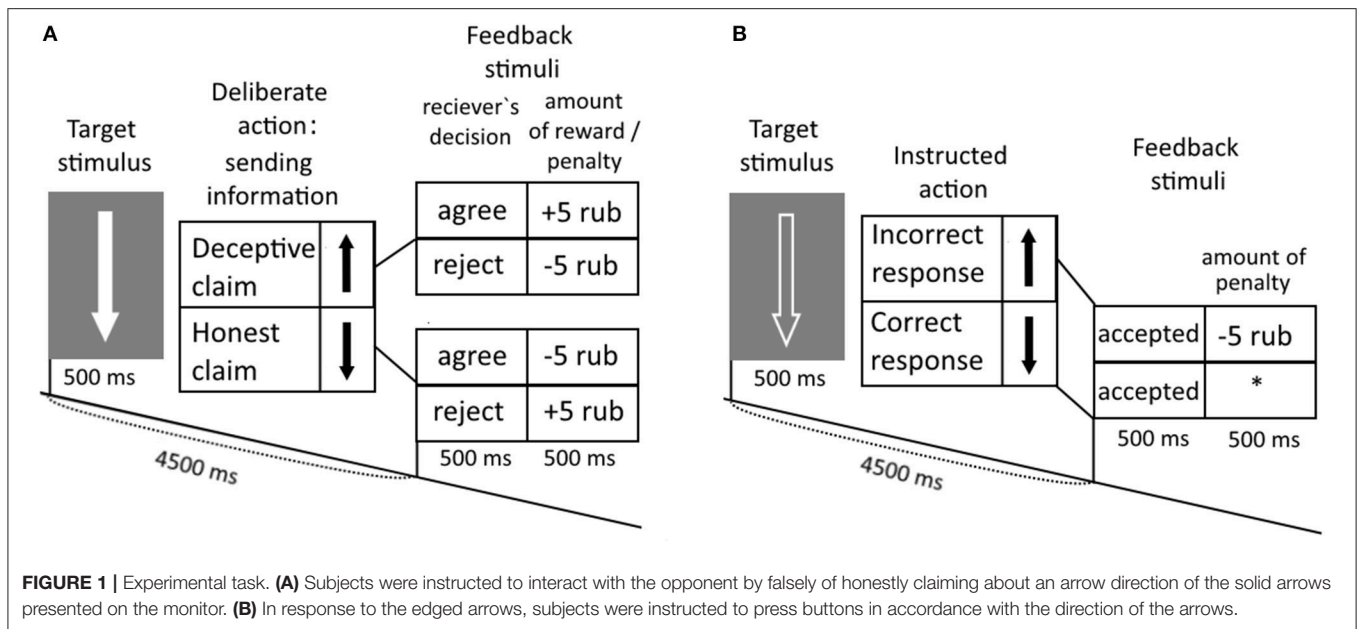 A
Target
stimulus
500 ms
Deliberate
action:
sending
information
Deceptive
claim
Honest
claim
Feedback
stimuli
reciever`s
decision
amount
of reward /
penalty
agree +5 rub
reject -5 rub
agree -5 rub
reject +5 rub
500 ms 500 ms
4500 ms
B
Target
stimulus
500 ms
Instructed
action
Incorrect
response
Correct
response
Feedback
stimuli
amount of
penalty
accepted -5 rub
accepted *
500 ms 500 ms
4500 ms
FIGURE 1 | Experimental task. (A) Subjects were instructed to interact with the opponent by falsely of honestly claiming about an arrow direction of the solid arrows
presented on the monitor. (B) In response to the edged arrows, subjects were instructed to press buttons in accordance with the direction of the arrows.